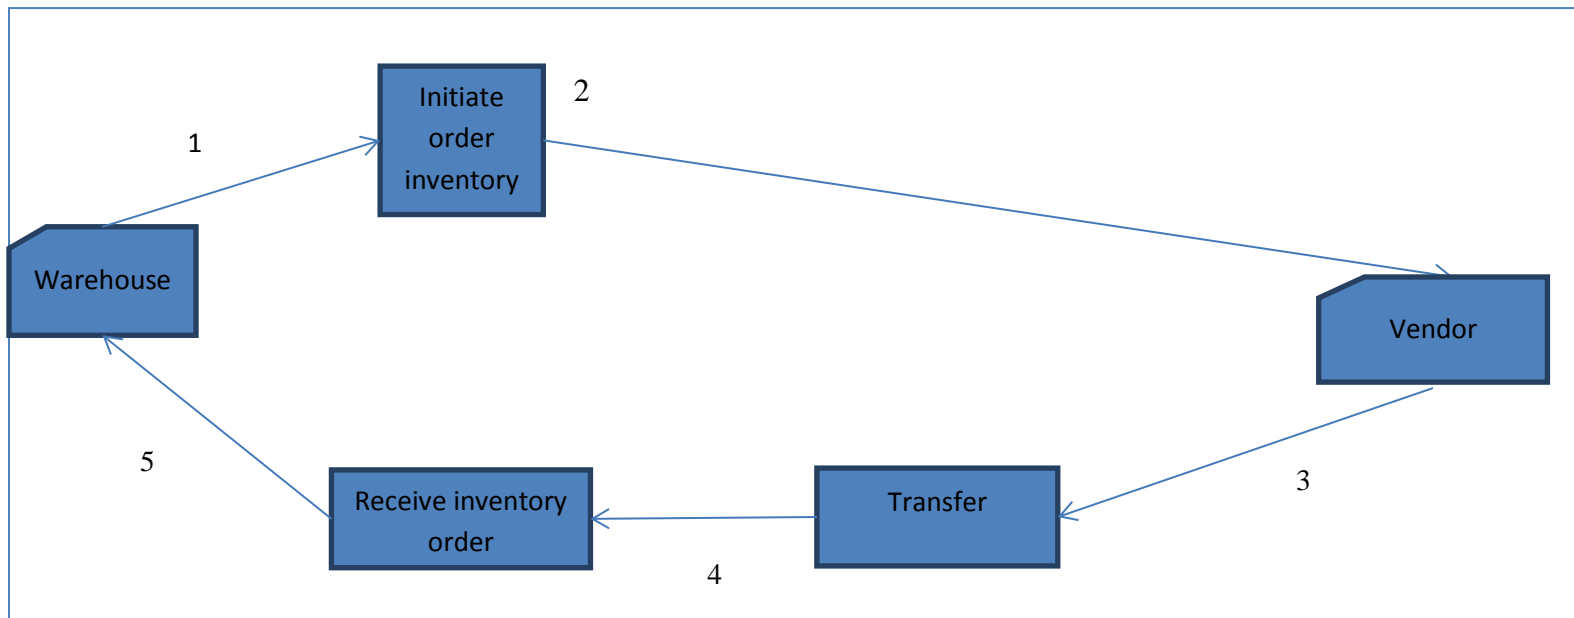 1
Initiate
order
inventory
2
Warehouse
Vendor
3
Transfer
4
Receive inventory
order
5